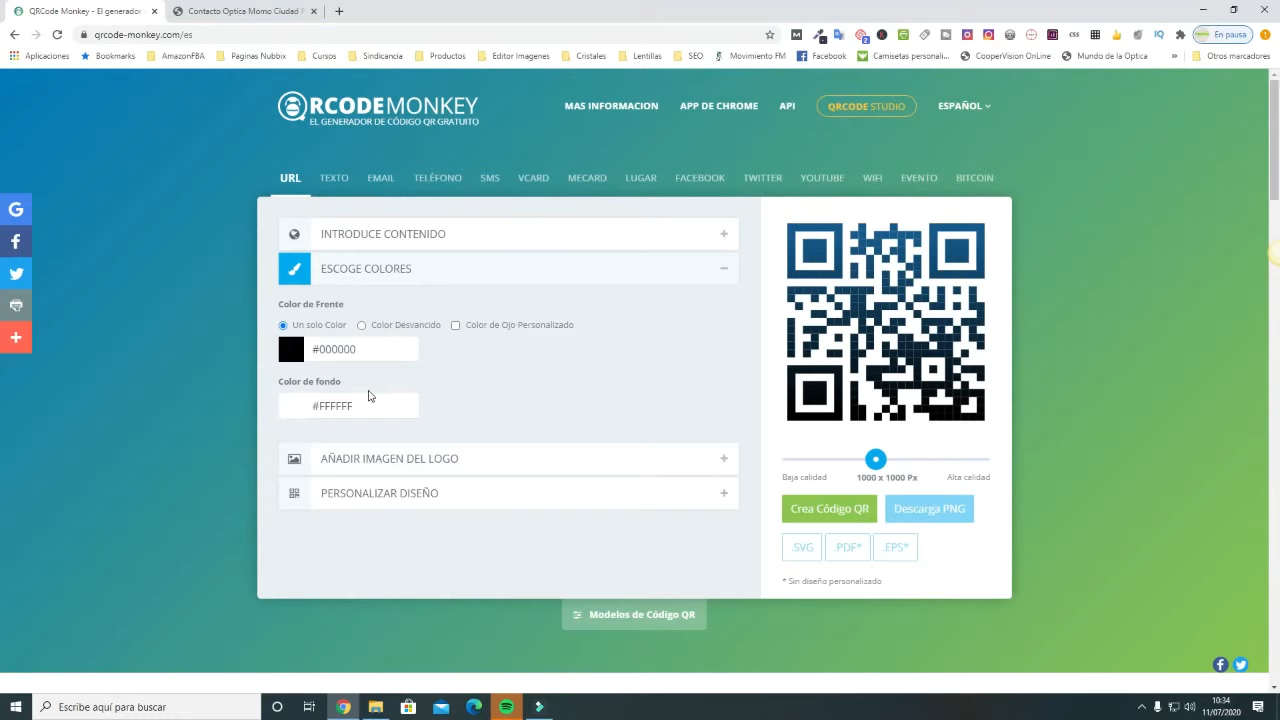 QRCode Monkey - El generador de
Contacto Optica Momo Ciudad R
qrcode-monkey.com/es
En pausa
Aplicaciones
Bookmarks
AmazonFBA
Paginas Nubbix
Cursos
Sindicancia
Productos
Editor Imagenes
Cristales
Lentillas
SEO
Movimiento FM
Facebook
Camisetas personali...
CooperVision OnLine
Mundo de la Optica
»
Otros marcadores
QRCODEMONKEY
EL GENERADOR DE CÓDIGO QR GRATUITO
MAS INFORMACION
APP DE CHROME
API
QRCODE STUDIO
ESPAÑOL
URL
TEXTO
EMAIL
TELÉFONO
SMS
VCARD
MECARD
LUGAR
FACEBOOK
TWITTER
YOUTUBE
WIFI
EVENTO
BITCOIN
INTRODUCE CONTENIDO
ESCOGE COLORES
Color de Frente
Un solo Color
Color Desvancido
Color de Ojo Personalizado
#000000
Color de fondo
#FFFFFF
AÑADIR IMAGEN DEL LOGO
PERSONALIZAR DISEÑO
Baja calidad
1000 x 1000 Px
Alta calidad
Crea Código QR
Descarga PNG
.SVG
.PDF*
.EPS*
* Sin diseño personalizado
Modelos de Código QR
Escribe aquí para buscar
10:34
11/07/2020